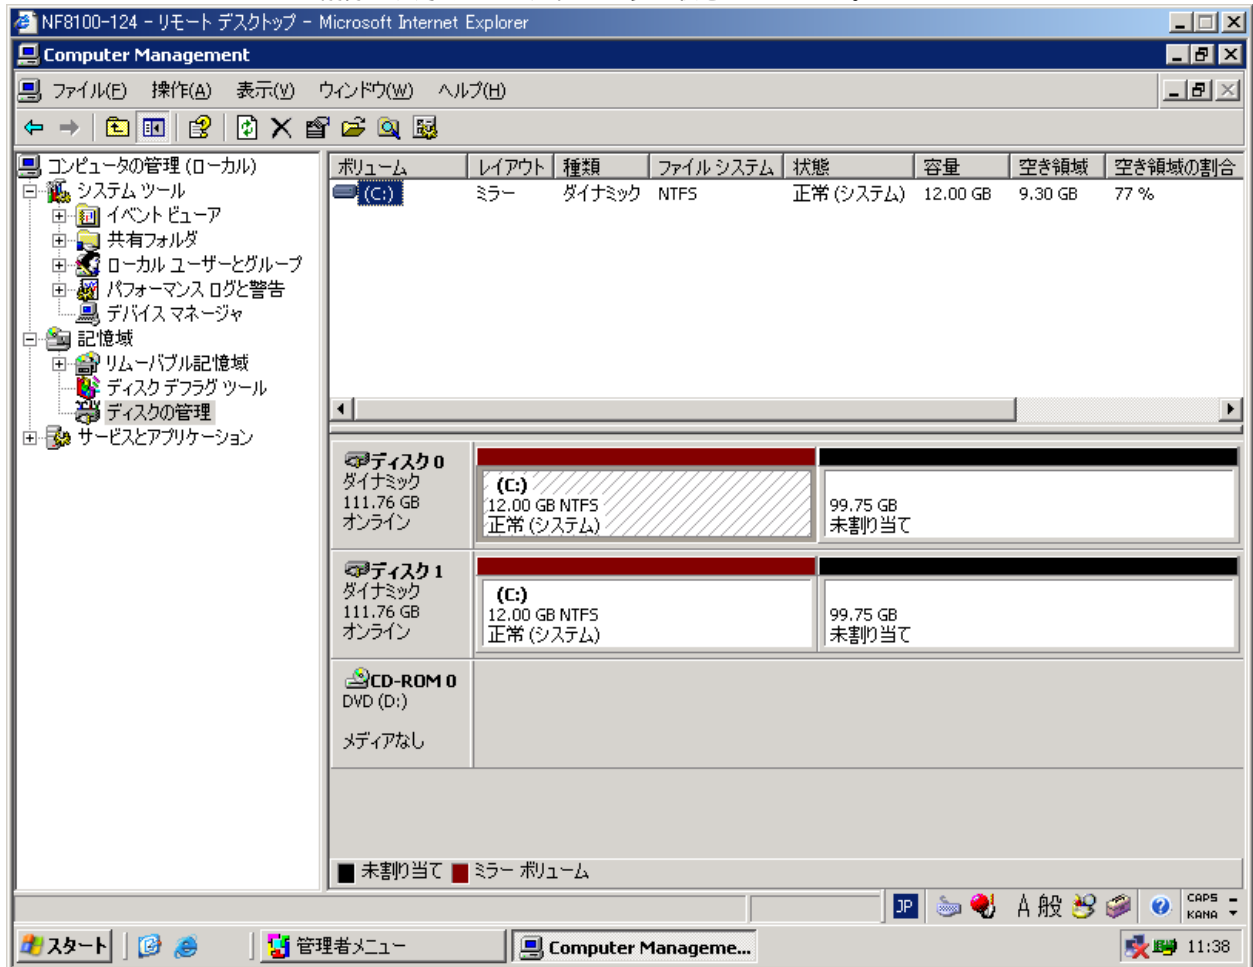 NF8100-124 - リモート デスクトップ - Microsoft Internet Explorer
Computer Management
ファイル(F) 操作(A) 表示(V) ウィンドウ(W) ヘルプ(H)
コンピュータの管理 (ローカル)
システム ツール
イベント ビューア
共有フォルダ
ローカル ユーザーとグループ
パフォーマンス ログと警告
デバイス マネージャ
記憶域
リムーバブル記憶域
ディスク デフラグ ツール
ディスクの管理
サービスとアプリケーション
ボリューム レイアウト 種類 ファイル システム 状態 容量 空き領域 空き領域の割合
(C:) ミラー ダイナミック NTFS 正常 (システム) 12.00 GB 9.30 GB 77 %
ディスク 0
ダイナミック
111.76 GB
オンライン
(C:)
12.00 GB NTFS
正常 (システム)
99.75 GB
未割り当て
ディスク 1
ダイナミック
111.76 GB
オンライン
(C:)
12.00 GB NTFS
正常 (システム)
99.75 GB
未割り当て
CD-ROM 0
DVD (D:)
メディアなし
未割り当て ミラー ボリューム
JP A 般 CAPS
KANA
スタート 管理者メニュー Computer Manageme... 11:38